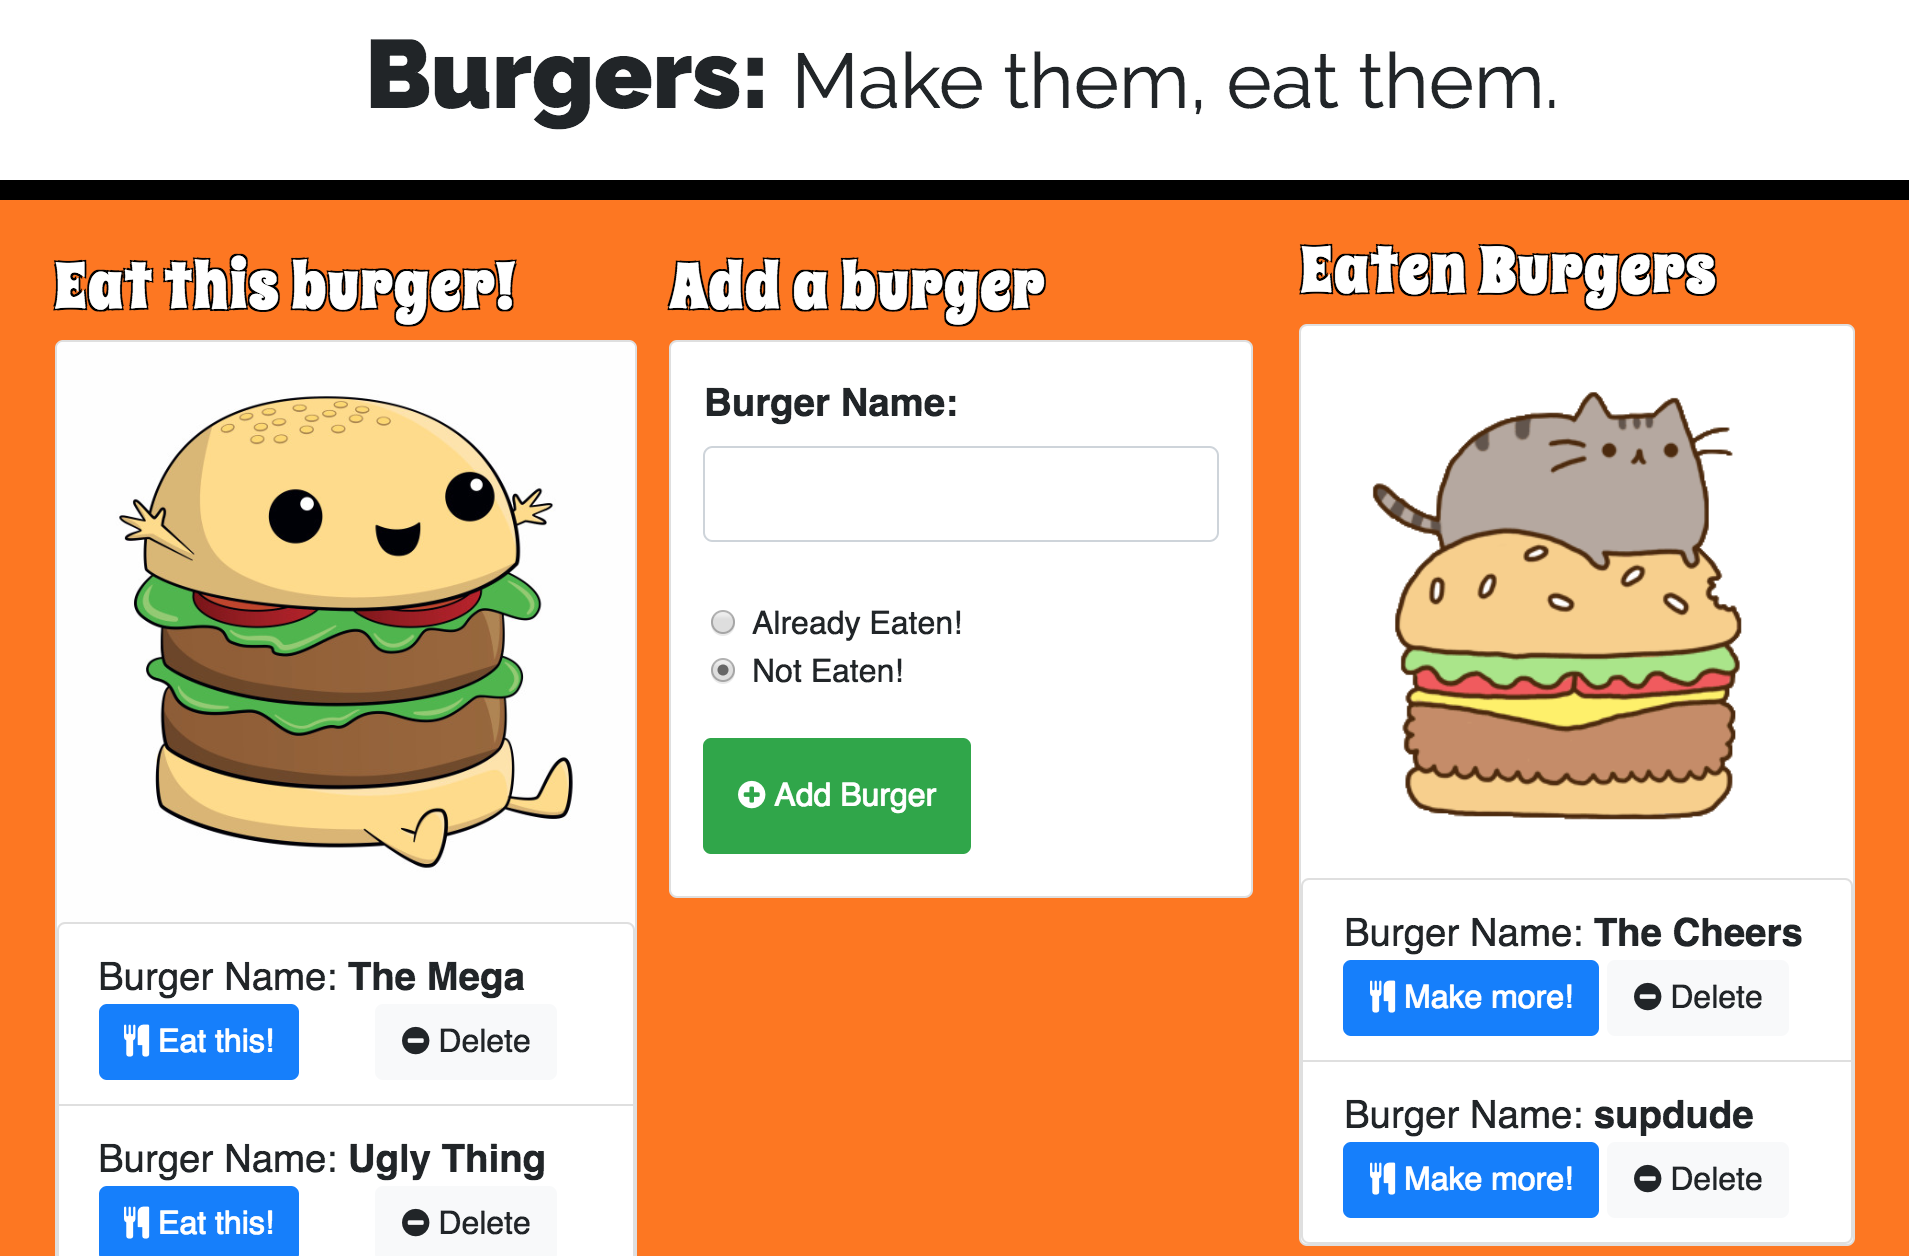 Burgers: Make them, eat them.
Eat this burger!
Burger Name: The Mega
Eat this! Delete
Burger Name: Ugly Thing
Eat this! Delete
Add a burger
Burger Name:
Already Eaten!
Not Eaten!
Add Burger
Eaten Burgers
Burger Name: The Cheers
Make more! Delete
Burger Name: supdude
Make more! Delete